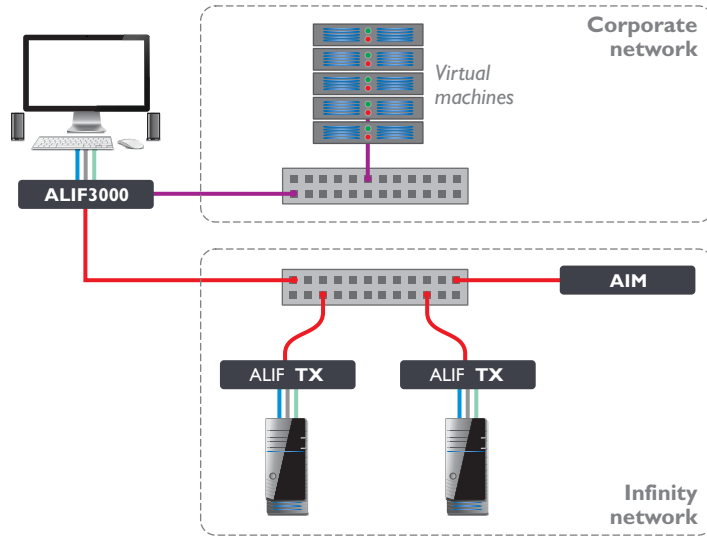 Corporate
network
Virtual
machines
ALIF3000
AIM
ALIF TX
ALIF TX
Infinity
network